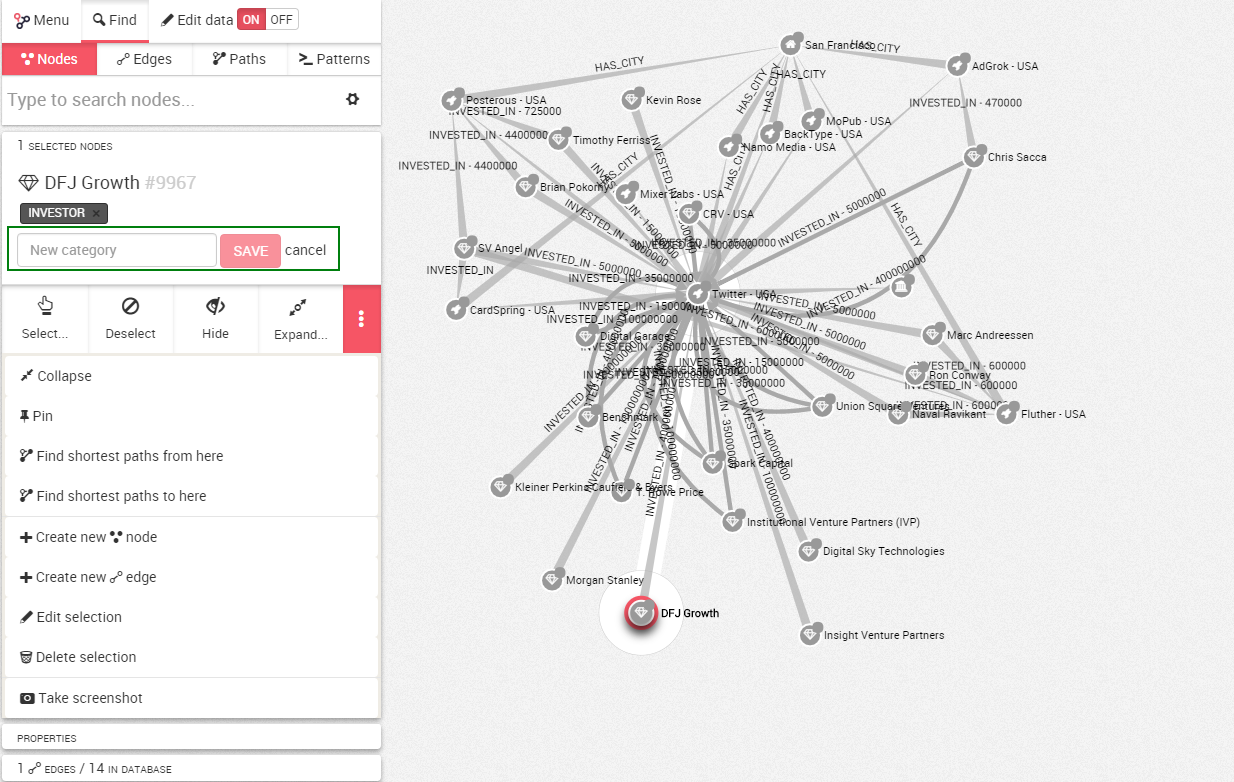 Menu
Find
Edit data ON OFF
Nodes
Edges
Paths
Patterns
Type to search nodes...
1 SELECTED NODES
DFJ Growth #9967
INVESTOR ×
New category
SAVE
cancel
Select...
Deselect
Hide
Expand...
Collapse
Pin
Find shortest paths from here
Find shortest paths to here
Create new node
Create new edge
Edit selection
Delete selection
Take screenshot
PROPERTIES
1 EDGES / 14 IN DATABASE
San Francisco
HAS_CITY
HAS_CITY
AdGrok - USA
HAS_CITY
HAS_CITY
HAS_CITY
Posterous - USA
Kevin Rose
INVESTED_IN - 470000
INVESTED_IN - 725000
MoPub - USA
INVESTED_IN - 4400000
Timothy Ferriss
BackType - USA
Namo Media - USA
Chris Sacca
INVESTED_IN - 4400000
HAS_CITY
HAS_CITY
Brian Pokorny
Mixer Labs - USA
CRV - USA
INVESTED_IN - 5000000
HAS_CITY
SV Angel
INVESTED_IN - 5000000
INVESTED_IN
INVESTED_IN - 35000000
INVESTED_IN - 400000000
Twitter - USA
CardSpring - USA
INVESTED_IN - 100000000
INVESTED_IN - 5000000
Digital Garage
Marc Andreessen
INVESTED_IN - 15000000
INVESTED_IN - 5000000
INVESTED_IN - 600000
Ron Conway
INVESTED_IN - 600000
INVESTED_IN - 35000000
Union Square Ventures
Naval Ravikant
Fluther - USA
Benchmark
Spark Capital
Kleiner Perkins Caufield & Byers
T. Rowe Price
Institutional Venture Partners (IVP)
Digital Sky Technologies
Morgan Stanley
DFJ Growth
Insight Venture Partners